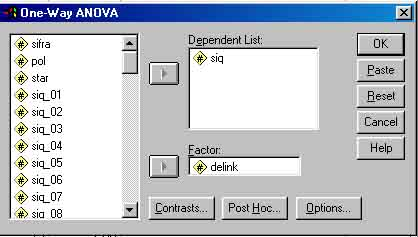 One-Way ANOVA
sifra
pol
star
siq_01
siq_02
siq_03
siq_04
siq_05
siq_06
siq_07
siq_08
Dependent List:
siq
Factor:
delink
OK
Paste
Reset
Cancel
Help
Contrasts...
Post Hoc...
Options...